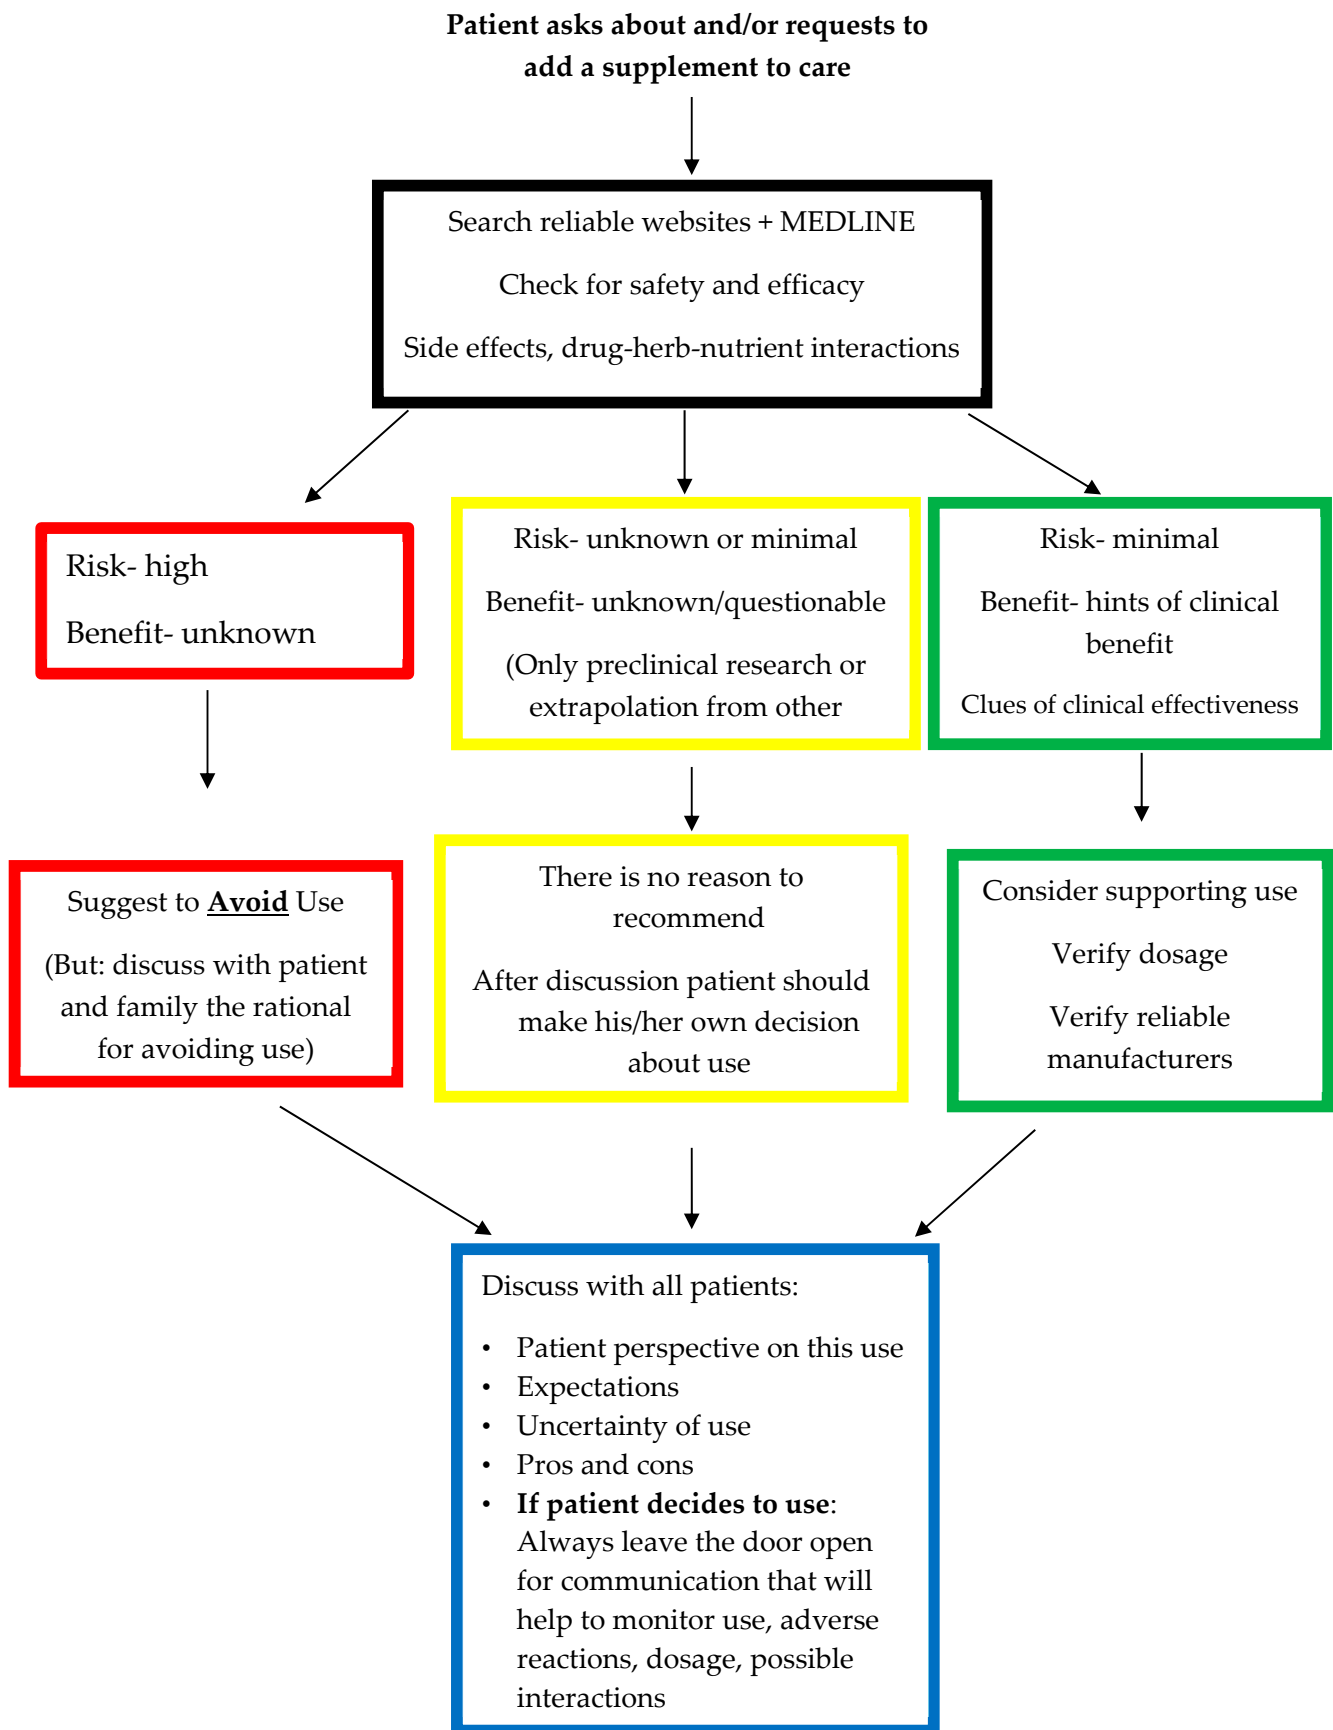 Patient asks about and/or requests to
add a supplement to care
Search reliable websites + MEDLINE
Check for safety and efficacy
Side effects, drug-herb-nutrient interactions
Risk- high
Benefit- unknown
Risk- unknown or minimal
Benefit- unknown/questionable
(Only preclinical research or
extrapolation from other
Risk- minimal
Benefit- hints of clinical
benefit
Clues of clinical effectiveness
Suggest to Avoid Use
(But: discuss with patient
and family the rational
for avoiding use)
There is no reason to
recommend
After discussion patient should
make his/her own decision
about use
Consider supporting use
Verify dosage
Verify reliable
manufacturers
Discuss with all patients:
• Patient perspective on this use
• Expectations
• Uncertainty of use
• Pros and cons
• If patient decides to use:
Always leave the door open
for communication that will
help to monitor use, adverse
reactions, dosage, possible
interactions